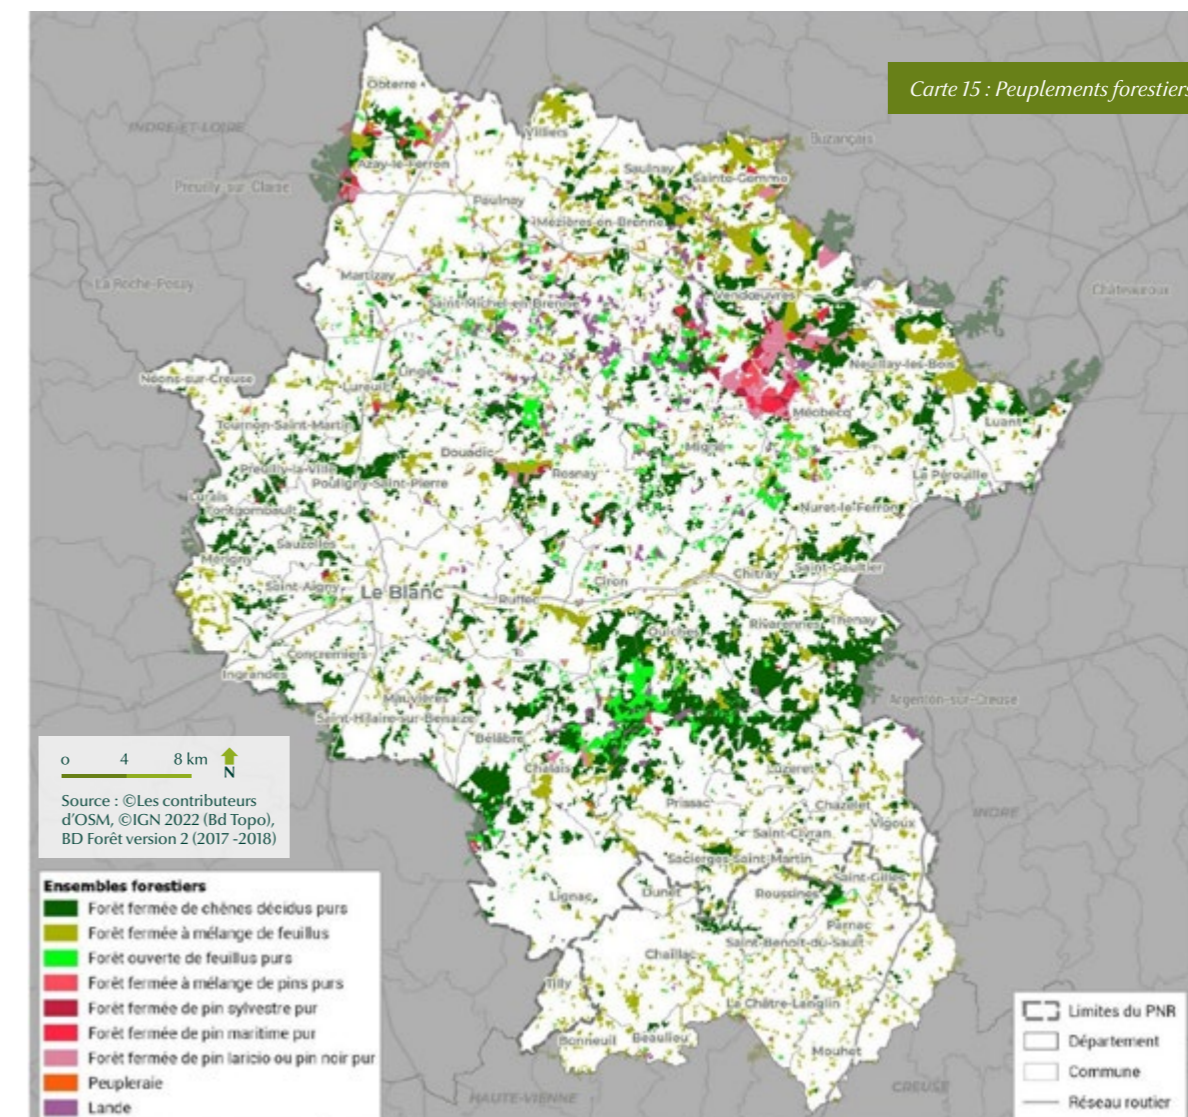 Carte 15 : Peuplements forestiers
Obterre
INDRE-ET-LOIRE
Villiers
Buzançais
Azay-le-Ferron
Saulnay
Sainte-Gemme
Preuilly-sur-Claise
Paulnay
Mézières-en-Brenne
Martizay
La Roche-Posay
Châteauroux
Vendœuvres
Saint-Michel-en-Brenne
Neuillay-les-Bois
Néons-sur-Creuse
Lingé
Lureuil
Méobecq
Luant
Tournon-Saint-Martin
Douadic
Migné
Preuilly-la-Ville
Rosnay
La Pérouille
Pouligny-Saint-Pierre
Lurais
Fontgombault
Nuret-le-Ferron
Sauzelles
Mérigny
Saint-Gaultier
Chitray
Ciron
Saint-Aigny
Le Blanc
Ruffec
Oulches
Rivarennes
Thenay
Concremiers
Ingrandes
Mauvières
Argenton-sur-Creuse
Saint-Hilaire-sur-Benaize
Bélâbre
Chalais
Luzeret
Prissac
Chazelet
INDRE
Vigoux
Saint-Civran
Sacierges-Saint-Martin
Saint-Gilles
Dunet
Roussines
Lignac
Parnac
Saint-Benoît-du-Sault
Chaillac
Tilly
La Châtre-Langlin
Bonneuil
Beaulieu
Mouhet
CREUSE
HAUTE-VIENNE
0 4 8 km
N
Source : ©Les contributeurs
d'OSM, ©IGN 2022 (Bd Topo),
BD Forêt version 2 (2017 -2018)
Ensembles forestiers
Forêt fermée de chênes décidus purs
Forêt fermée à mélange de feuillus
Forêt ouverte de feuillus purs
Forêt fermée à mélange de pins purs
Forêt fermée de pin sylvestre pur
Forêt fermée de pin maritime pur
Forêt fermée de pin laricio ou pin noir pur
Peupleraie
Lande
Limites du PNR
Département
Commune
Réseau routier